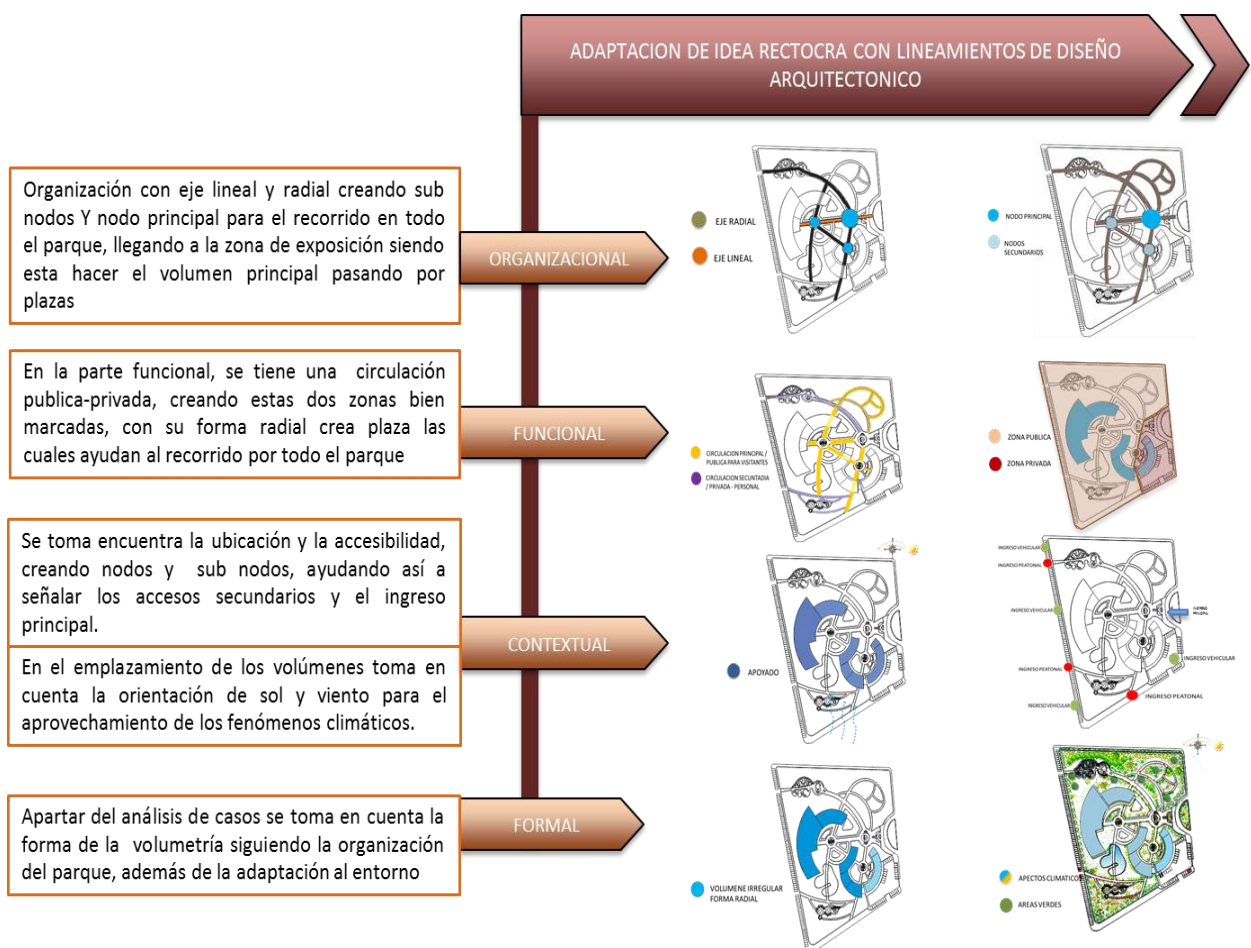 ADAPTACION DE IDEA RECTOCRA CON LINEAMIENTOS DE DISEÑO
ARQUITECTONICO
Organización con eje lineal y radial creando sub
nodos Y nodo principal para el recorrido en todo
el parque, llegando a la zona de exposición siendo
esta hacer el volumen principal pasando por
plazas
ORGANIZACIONAL
EJE RADIAL
EJE LINEAL
NODO PRINCIPAL
NODOS
SECUNDARIOS
En la parte funcional, se tiene una circulación
publica-privada, creando estas dos zonas bien
marcadas, con su forma radial crea plaza las
cuales ayudan al recorrido por todo el parque
FUNCIONAL
CIRCULACION PRINCIPAL /
PUBLICA PARA VISITANTES
CIRCULACION SECUNTADIA
/ PRIVADA - PERSONAL
ZONA PUBLICA
ZONA PRIVADA
Se toma encuentra la ubicación y la accesibilidad,
creando nodos y sub nodos, ayudando así a
señalar los accesos secundarios y el ingreso
principal.
En el emplazamiento de los volúmenes toma en
cuenta la orientación de sol y viento para el
aprovechamiento de los fenómenos climáticos.
CONTEXTUAL
APOYADO
INGRESO VEHICULAR
INGRESO PEATONAL
INGRESO VEHICULAR
INGRESO
PRINCIPAL
INGRESO PEATONAL
INGRESO VEHICULAR
INGRESO VEHICULAR
INGRESO PEATONAL
Apartar del análisis de casos se toma en cuenta la
forma de la volumetría siguiendo la organización
del parque, además de la adaptación al entorno
FORMAL
VOLUMENE IRREGULAR
FORMA RADIAL
APECTOS CLIMATICO
AREAS VERDES